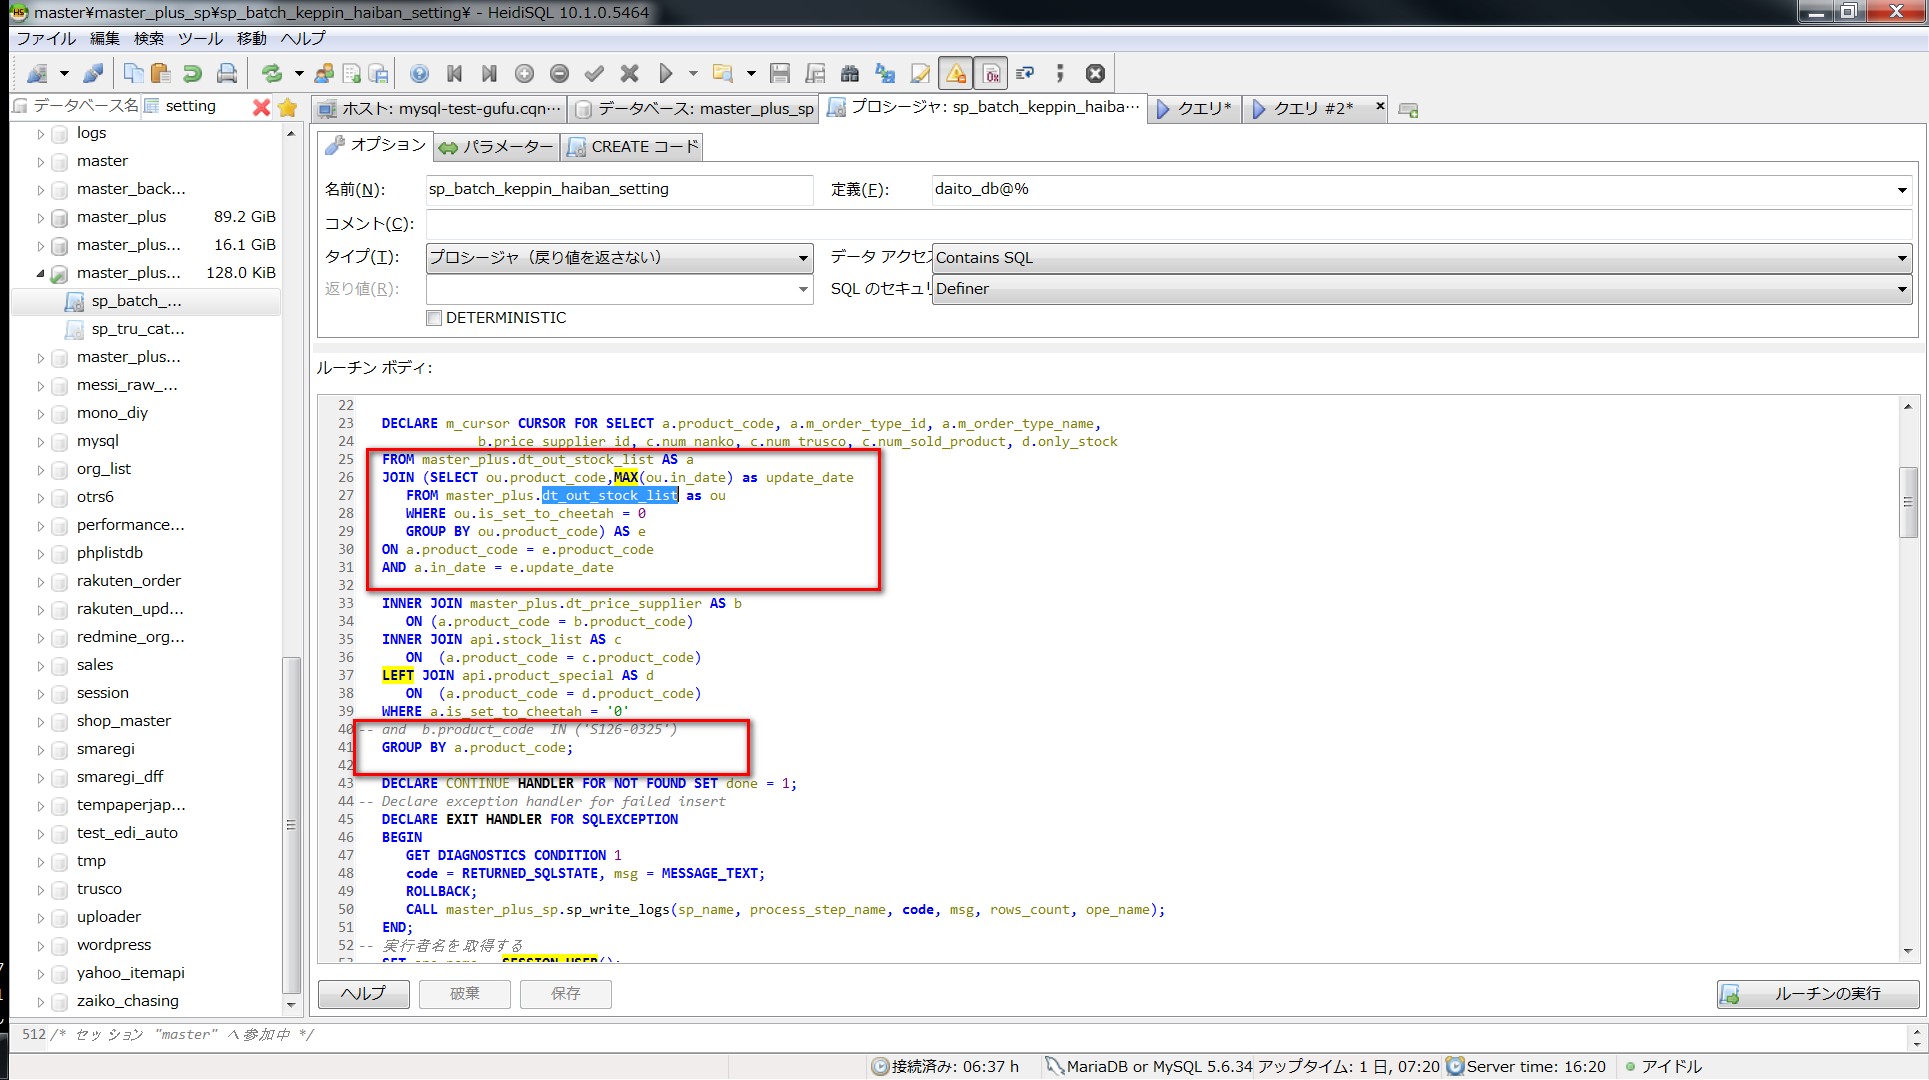 master¥master_plus_sp¥sp_batch_keppin_haiban_setting¥ - HeidiSQL 10.1.0.5464
ファイル 編集 検索 ツール 移動 ヘルプ
データベース名 setting
ホスト: mysql-test-gufu.cqn… データベース: master_plus_sp プロシージャ: sp_batch_keppin_haiba… クエリ* クエリ #2*
オプション パラメーター CREATE コード
名前(N): sp_batch_keppin_haiban_setting 定義(F): daito_db@%
コメント(C):
タイプ(T): プロシージャ（戻り値を返さない） データ アクセス Contains SQL
返り値(R): SQL のセキュリ Definer
DETERMINISTIC
logs
master
master_back...
master_plus 89.2 GiB
master_plus... 16.1 GiB
master_plus... 128.0 KiB
sp_batch_...
sp_tru_cat...
master_plus...
messi_raw_...
mono_diy
mysql
org_list
otrs6
performance...
phplistdb
rakuten_order
rakuten_upd...
redmine_org...
sales
session
shop_master
smaregi
smaregi_dff
tempaperjap...
test_edi_auto
tmp
trusco
uploader
wordpress
yahoo_itemapi
zaiko_chasing
ルーチン ボディ:
22
23 DECLARE m_cursor CURSOR FOR SELECT a.product_code, a.m_order_type_id, a.m_order_type_name,
24 b.price_supplier_id, c.num_nanko, c.num_trusco, c.num_sold_product, d.only_stock
25 FROM master_plus.dt_out_stock_list AS a
26 JOIN (SELECT ou.product_code,MAX(ou.in_date) as update_date
27 FROM master_plus.dt_out_stock_list as ou
28 WHERE ou.is_set_to_cheetah = 0
29 GROUP BY ou.product_code) AS e
30 ON a.product_code = e.product_code
31 AND a.in_date = e.update_date
32
33 INNER JOIN master_plus.dt_price_supplier AS b
34 ON (a.product_code = b.product_code)
35 INNER JOIN api.stock_list AS c
36 ON (a.product_code = c.product_code)
37 LEFT JOIN api.product_special AS d
38 ON (a.product_code = d.product_code)
39 WHERE a.is_set_to_cheetah = '0'
40 -- and b.product_code IN ('S126-0325')
41 GROUP BY a.product_code;
42
43 DECLARE CONTINUE HANDLER FOR NOT FOUND SET done = 1;
44 -- Declare exception handler for failed insert
45 DECLARE EXIT HANDLER FOR SQLEXCEPTION
46 BEGIN
47 GET DIAGNOSTICS CONDITION 1
48 code = RETURNED_SQLSTATE, msg = MESSAGE_TEXT;
49 ROLLBACK;
50 CALL master_plus_sp.sp_write_logs(sp_name, process_step_name, code, msg, rows_count, ope_name);
51 END;
52 -- 実行者名を取得する
ヘルプ 破棄 保存 ルーチンの実行
512 /* セッション "master" へ参加中 */
接続済み: 06:37 h MariaDB or MySQL 5.6.34 アップタイム: 1 日, 07:20 Server time: 16:20 アイドル